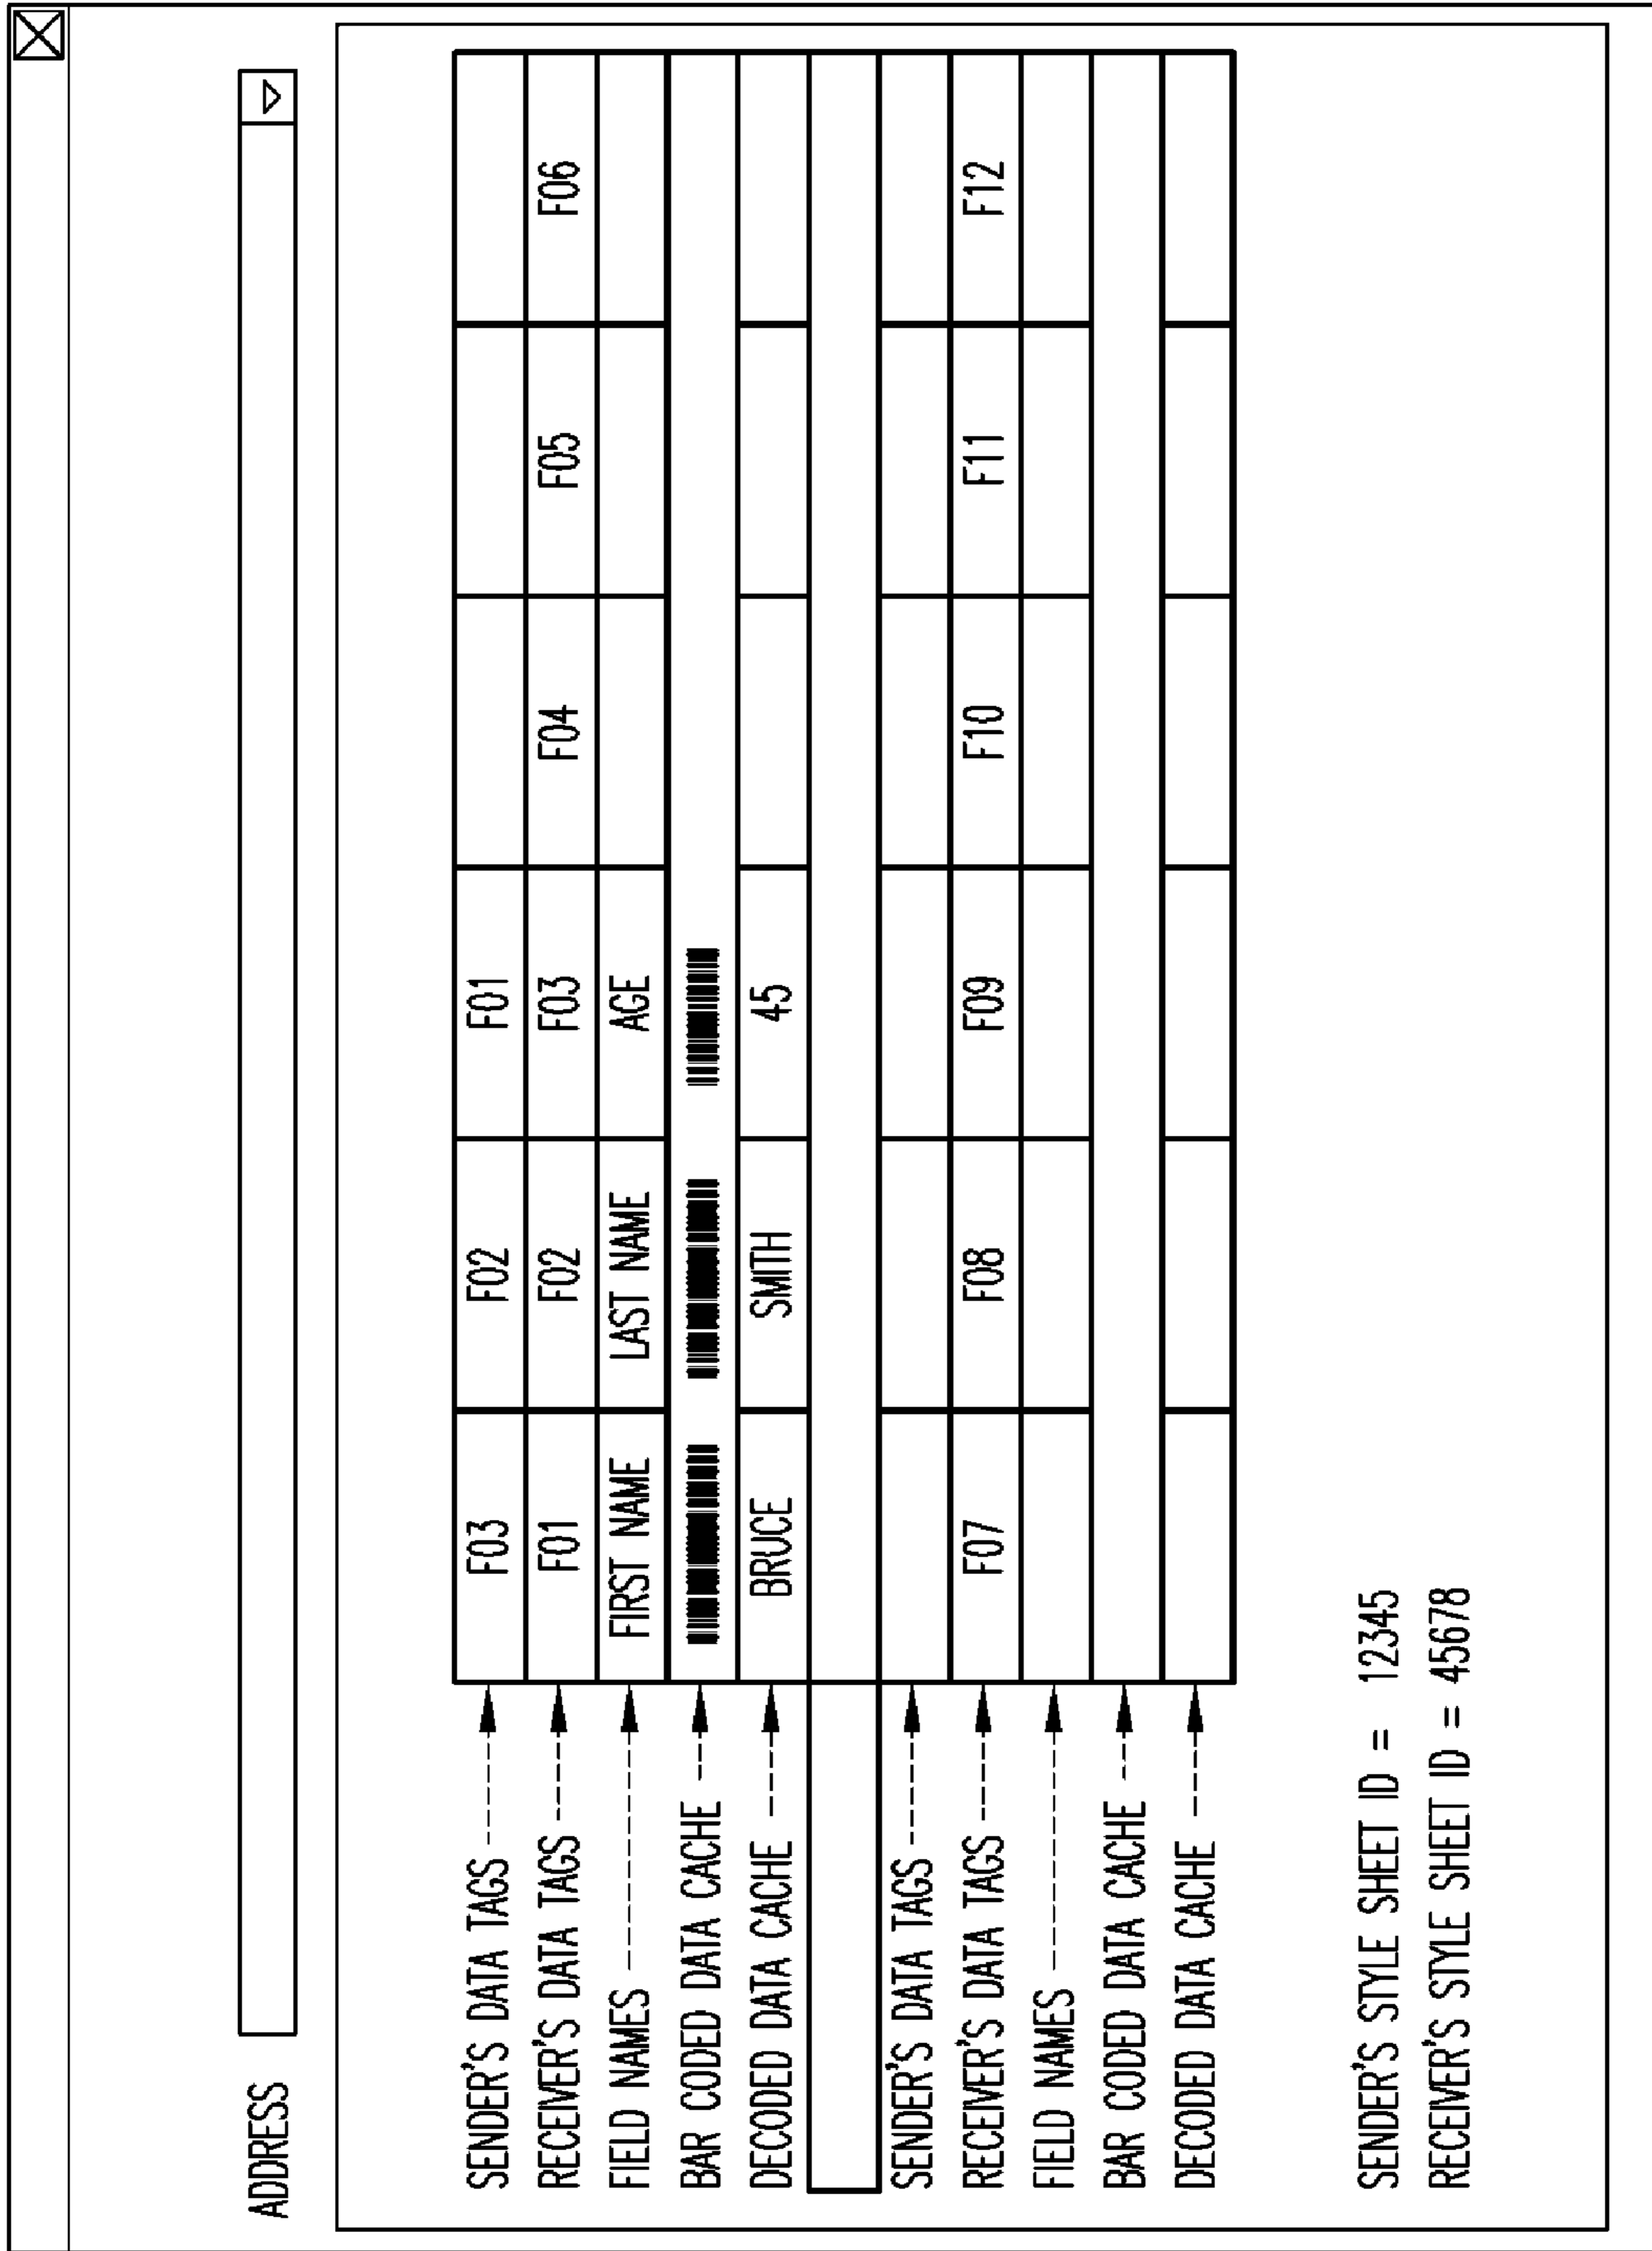 ADDRESS
SENDER'S DATA TAGS F03 F02 F01
RECEIVER'S DATA TAGS F01 F02 F03 F04 F05 F06
FIELD NAMES FIRST NAME LAST NAME AGE
BAR CODED DATA CACHE
DECODED DATA CACHE BRUCE SMITH 45
SENDER'S DATA TAGS
RECEIVER'S DATA TAGS F07 F08 F09 F10 F11 F12
FIELD NAMES
BAR CODED DATA CACHE
DECODED DATA CACHE
SENDER'S STYLE SHEET ID = 12345
RECEIVER'S STYLE SHEET ID = 45678